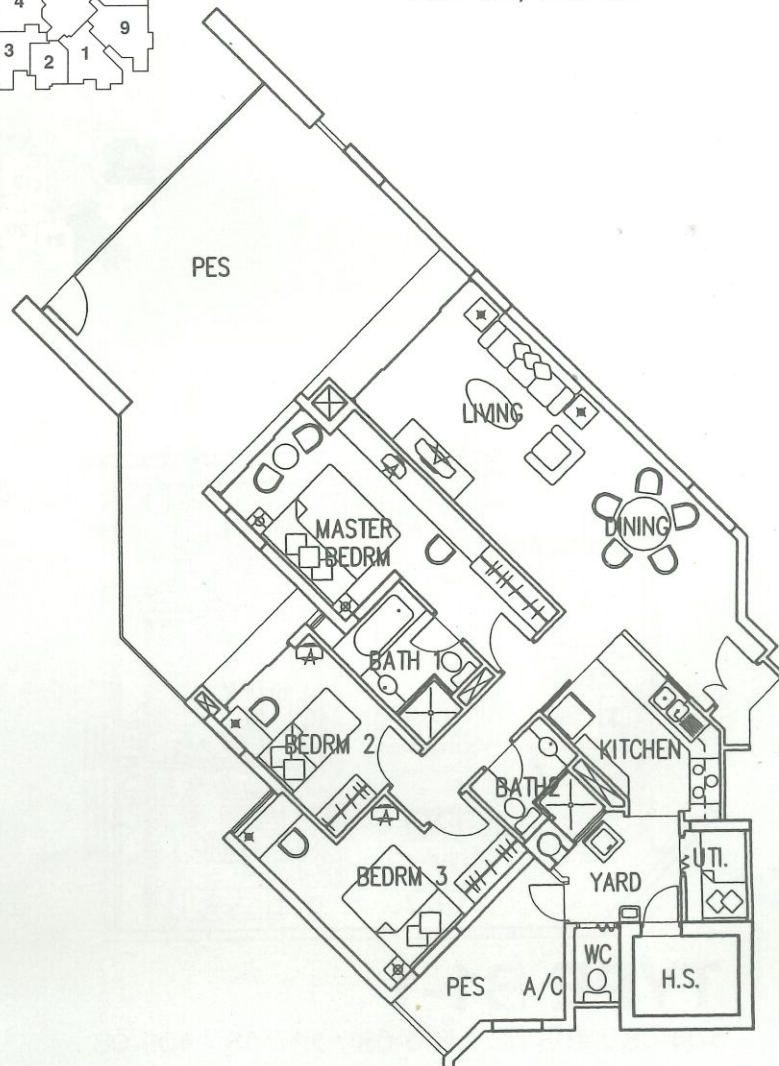 4
9
3
2
1
PES
LIVING
DINING
MASTER
BEDRM
BATH 1
BEDRM 2
KITCHEN
BATH2
BEDRM 3
YARD
UTI.
WC
PES
A/C
H.S.